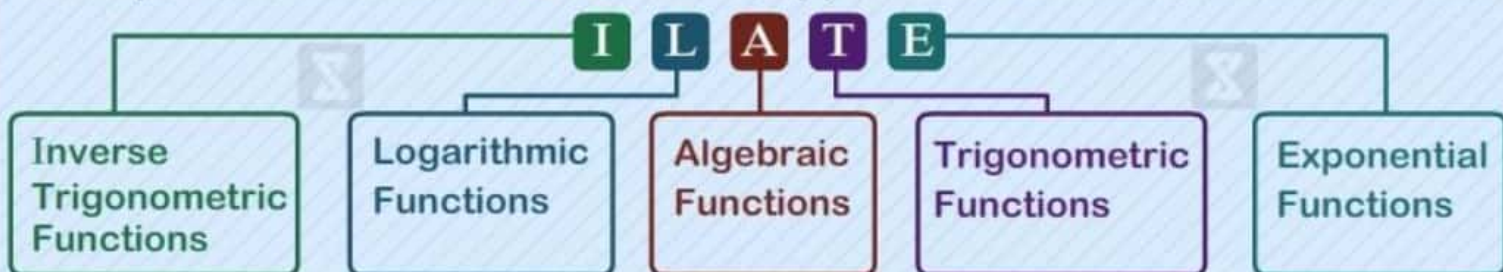 I L A T E
Inverse
Trigonometric
Functions
Logarithmic
Functions
Algebraic
Functions
Trigonometric
Functions
Exponential
Functions